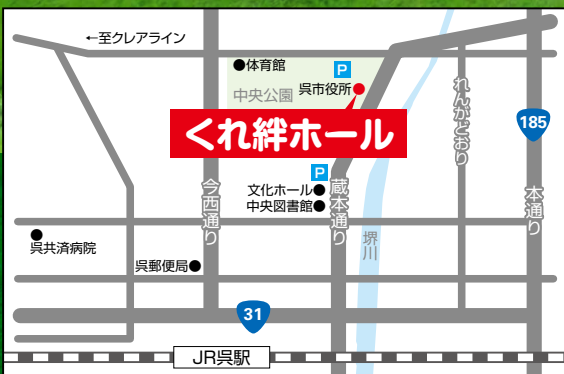 ←至クレアライン
●体育館
P
呉市役所●
中央公園
くれ絆ホール
れんがどおり
185
P
文化ホール●
中央図書館●
今西通り
蔵本通り
本通り
堺川
呉共済病院
呉郵便局●
31
JR呉駅